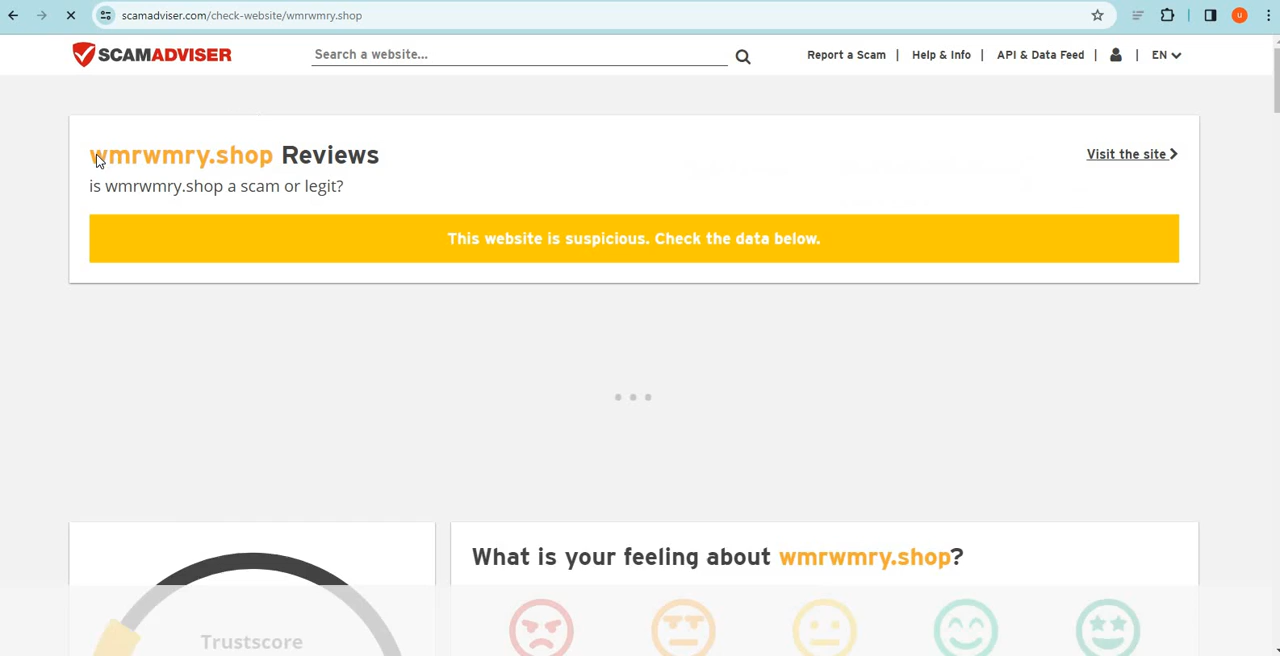 scamadviser.com/check-website/wmrwmry.shop
u
SCAMADVISER
Search a website...
Report a Scam | Help & Info | API & Data Feed | | EN
wmrwmry.shop Reviews
Visit the site
is wmrwmry.shop a scam or legit?
This website is suspicious. Check the data below.
What is your feeling about wmrwmry.shop?
Trustscore